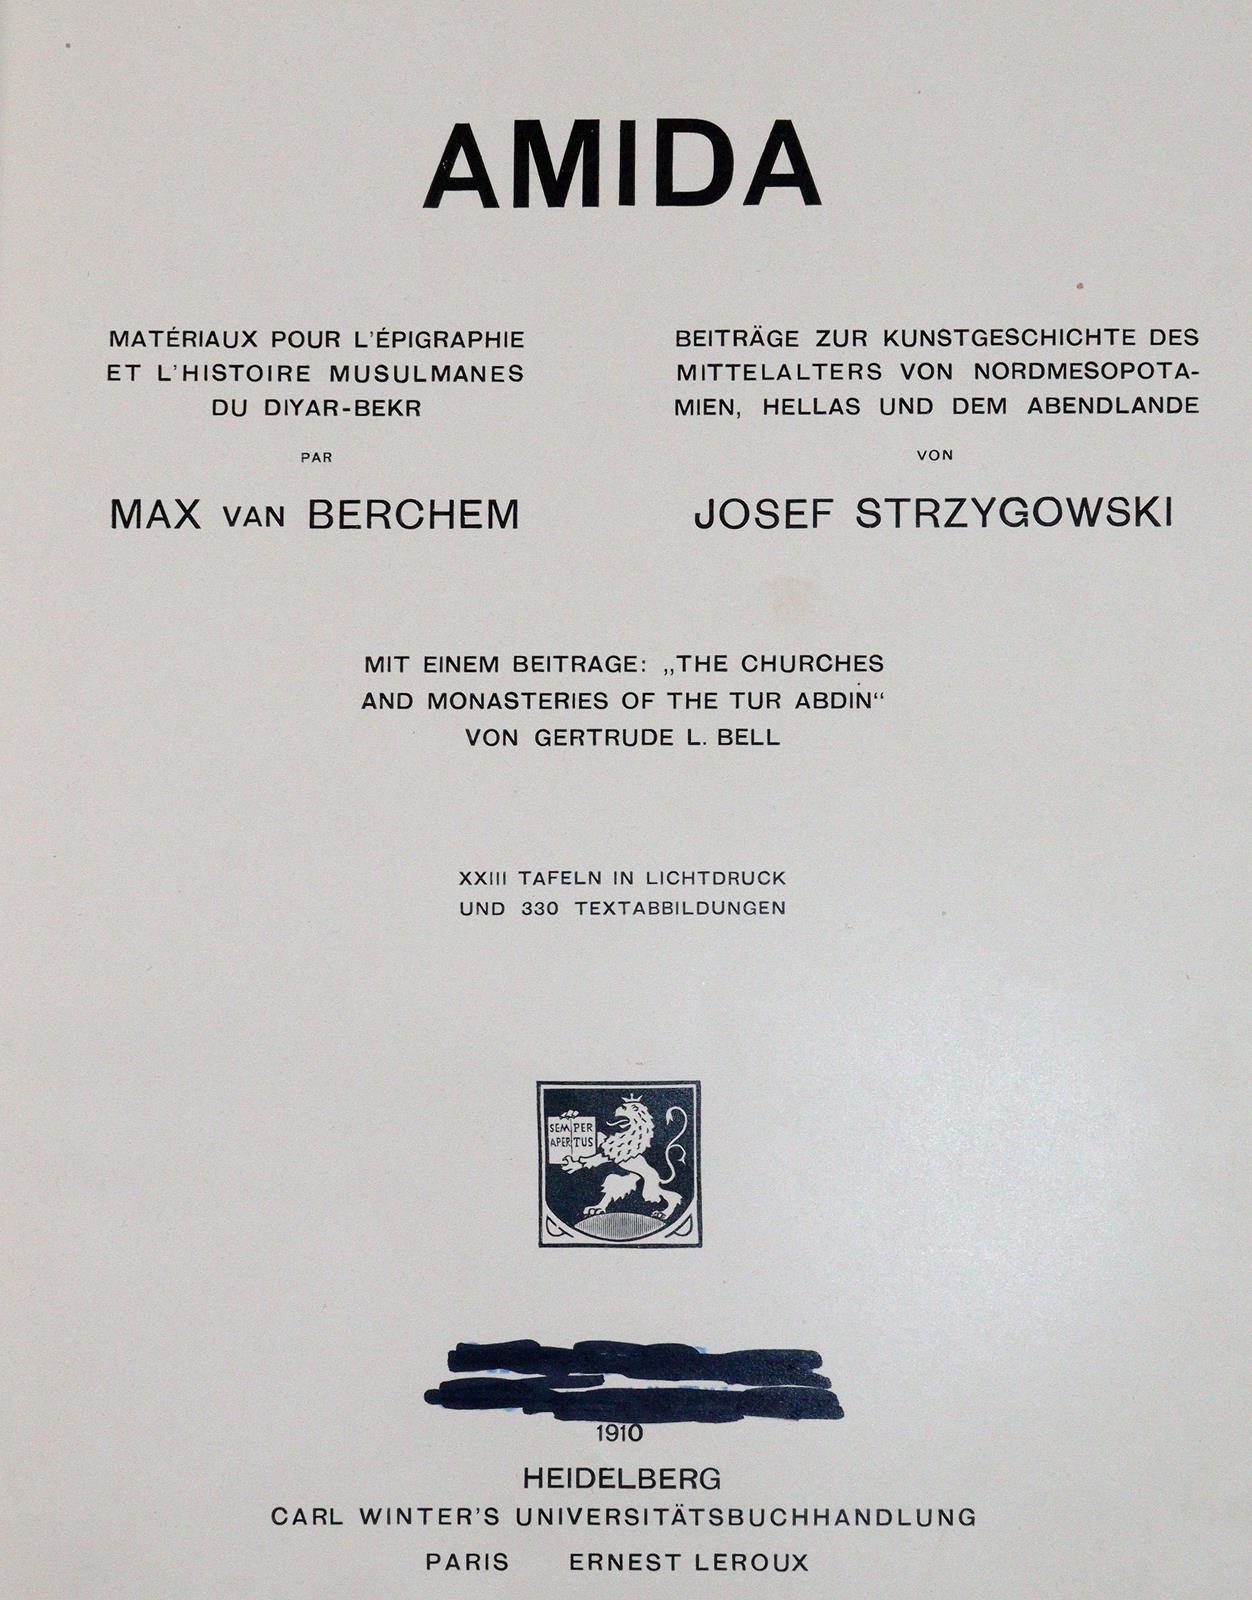 AMIDA
MATÉRIAUX POUR L'ÉPIGRAPHIE
ET L'HISTOIRE MUSULMANES
DU DIYAR-BEKR
PAR
MAX VAN BERCHEM
BEITRÄGE ZUR KUNSTGESCHICHTE DES
MITTELALTERS VON NORDMESOPOTA-
MIEN, HELLAS UND DEM ABENDLANDE
VON
JOSEF STRZYGOWSKI
MIT EINEM BEITRAGE: „THE CHURCHES
AND MONASTERIES OF THE TUR ABDIN“
VON GERTRUDE L. BELL
XXIII TAFELN IN LICHTDRUCK
UND 330 TEXTABBILDUNGEN
SEMPER
APERTUS
1910
HEIDELBERG
CARL WINTER'S UNIVERSITÄTSBUCHHANDLUNG
PARIS ERNEST LEROUX